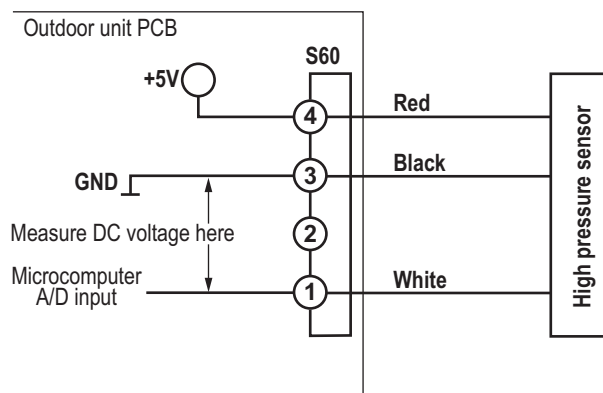 Outdoor unit PCB
S60
+5V
4
Red
GND
3
Black
Measure DC voltage here
2
Microcomputer
A/D input
1
White
High pressure sensor